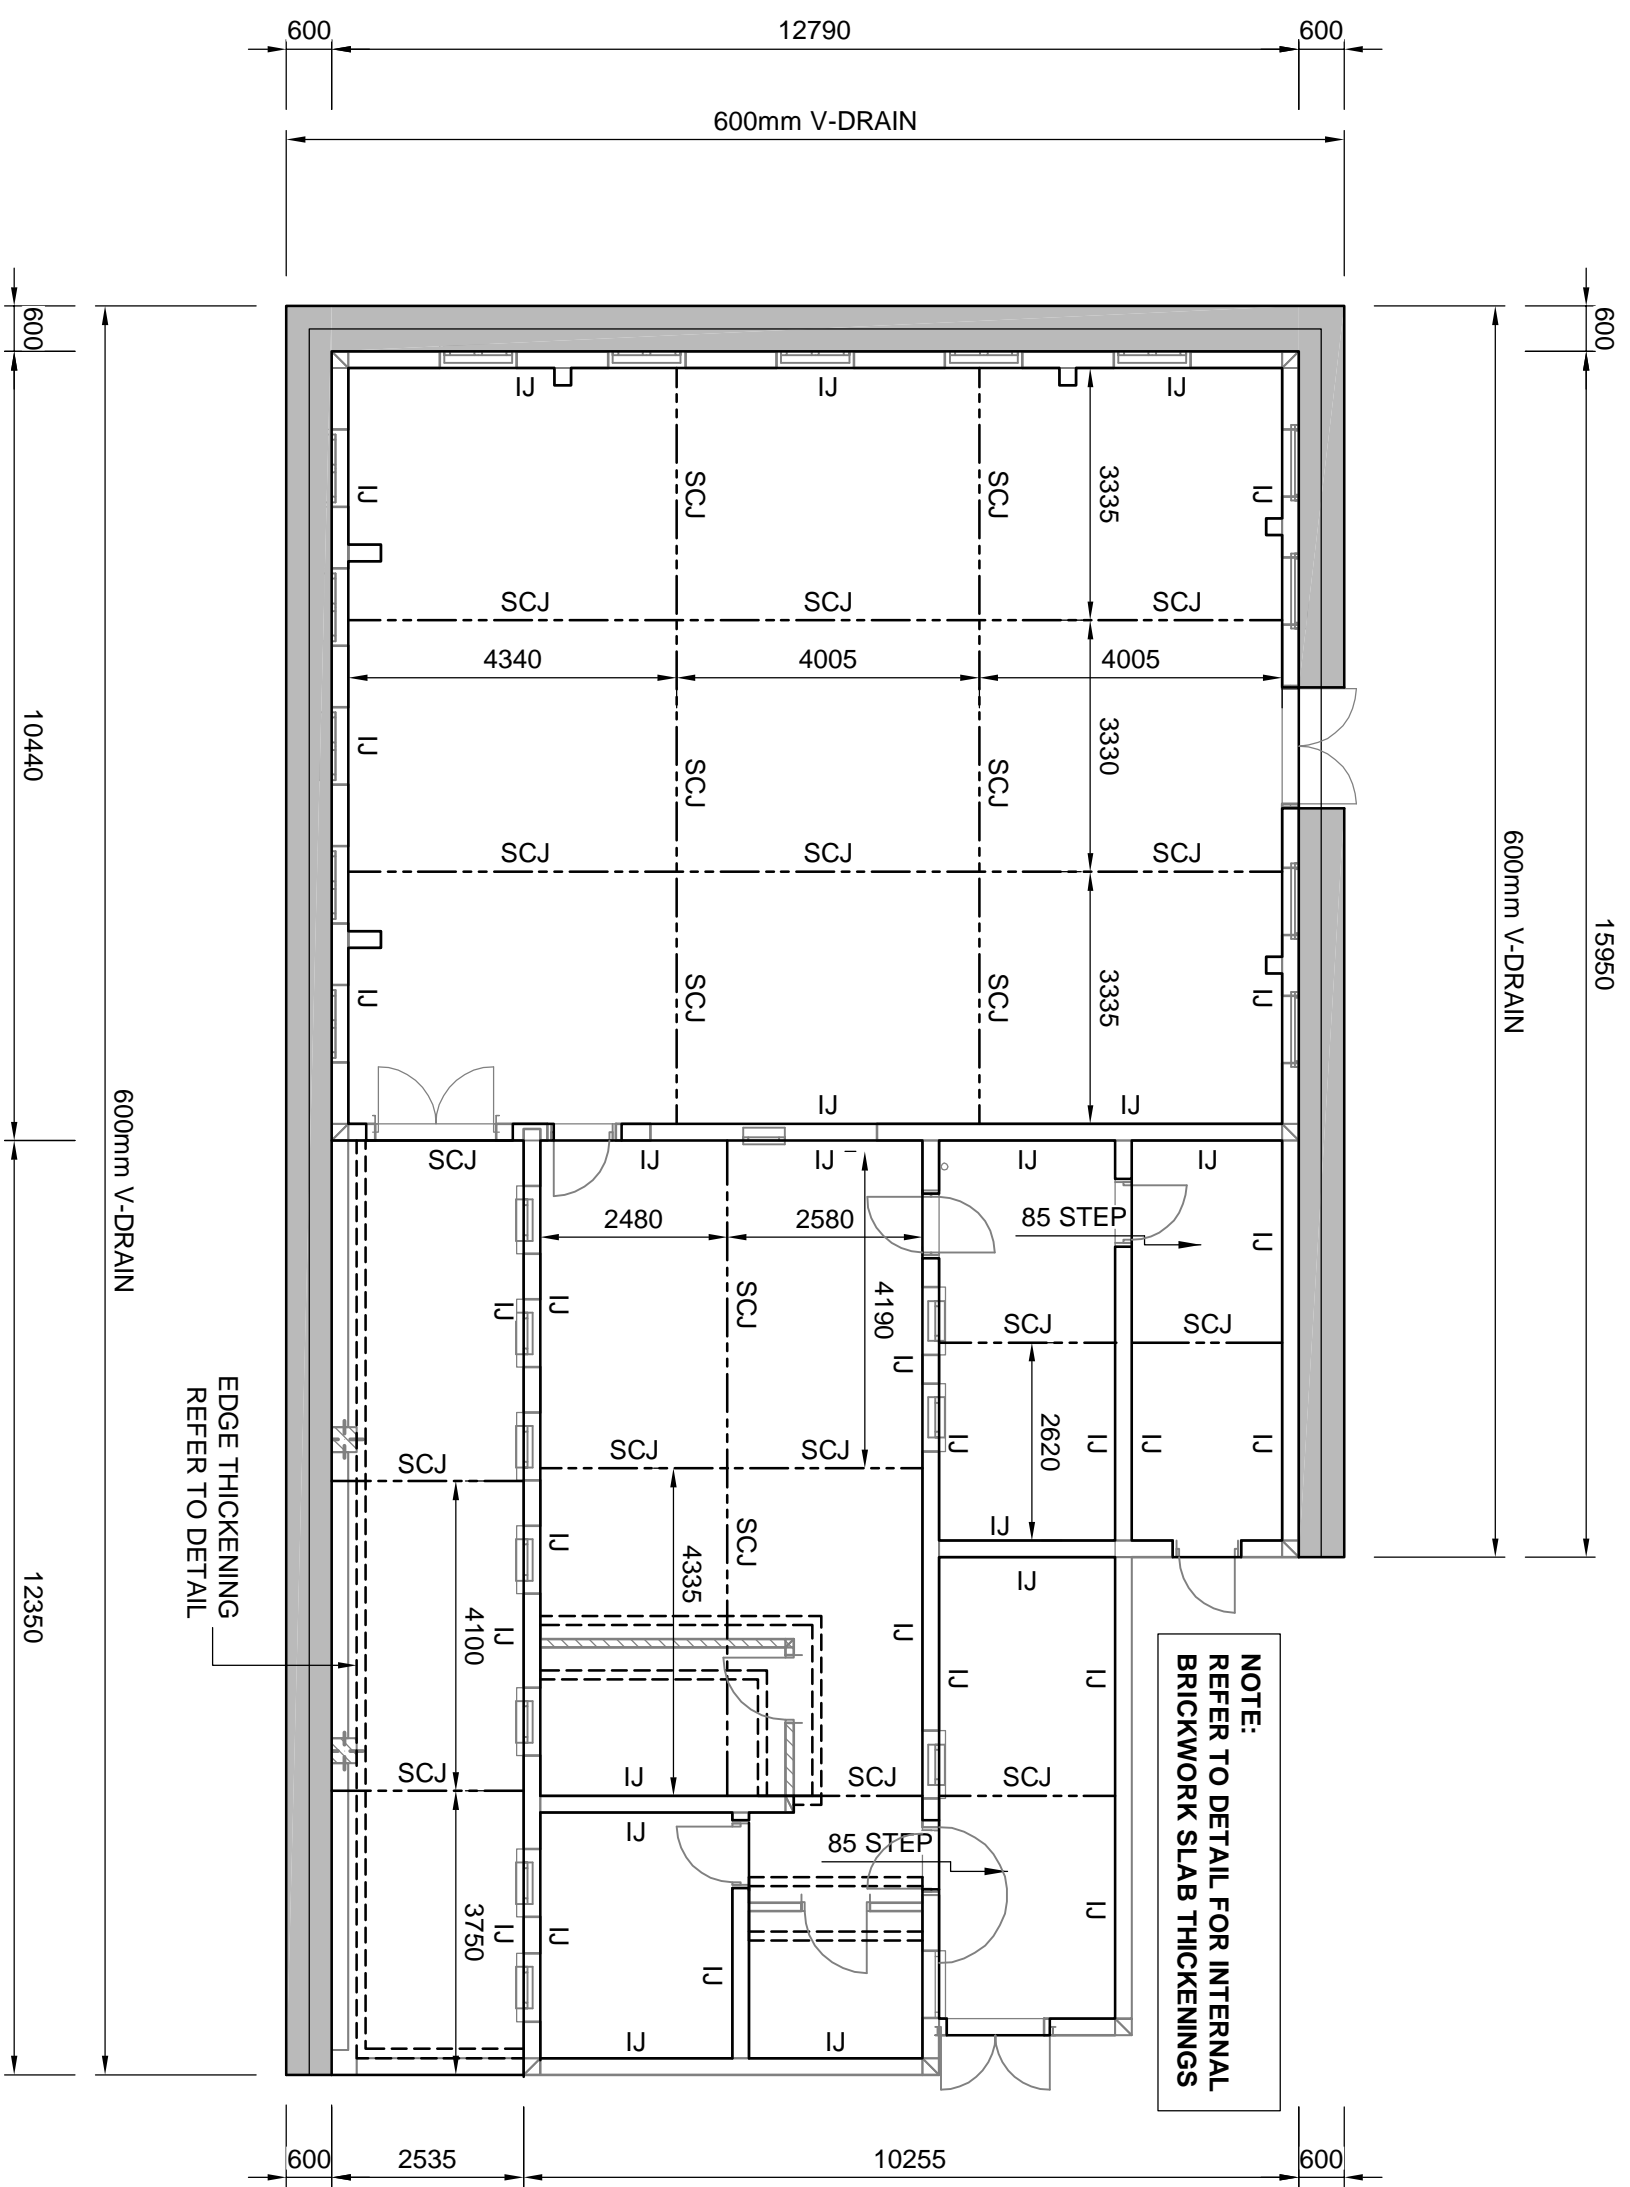 600
12790
600
600mm V-DRAIN
600
10440
12350
600mm V-DRAIN
600
15950
600mm V-DRAIN
IJ
IJ
IJ
IJ
SCJ
SCJ
3335
IJ
SCJ
SCJ
SCJ
4340
4005
4005
IJ
SCJ
SCJ
3330
SCJ
SCJ
SCJ
IJ
SCJ
SCJ
3335
IJ
IJ
IJ
SCJ
IJ
IJ
IJ
IJ
2480
2580
85 STEP
IJ
IJ
IJ
SCJ
4190
IJ
SCJ
SCJ
SCJ
SCJ
SCJ
IJ
2620
IJ
IJ
IJ
IJ
SCJ
IJ
IJ
EDGE THICKENING
REFER TO DETAIL
4100
IJ
4335
IJ
IJ
IJ
NOTE:
REFER TO DETAIL FOR INTERNAL
BRICKWORK SLAB THICKENINGS
SCJ
IJ
SCJ
SCJ
IJ
85 STEP
3750
IJ
IJ
IJ
IJ
IJ
IJ
600
2535
10255
600